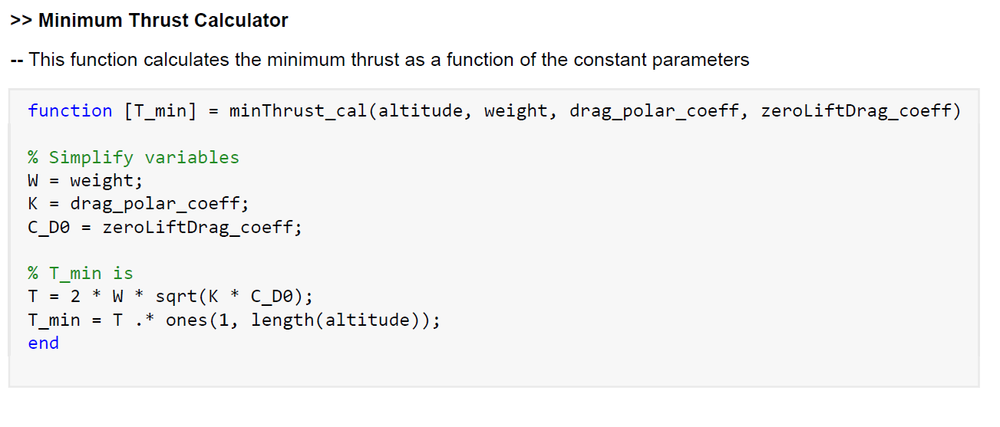 >> Minimum Thrust Calculator
-- This function calculates the minimum thrust as a function of the constant parameters
function [T_min] = minThrust_cal(altitude, weight, drag_polar_coeff, zeroLiftDrag_coeff)
% Simplify variables
W = weight;
K = drag_polar_coeff;
C_D0 = zeroLiftDrag_coeff;
% T_min is
T = 2 * W * sqrt(K * C_D0);
T_min = T .* ones(1, length(altitude));
end